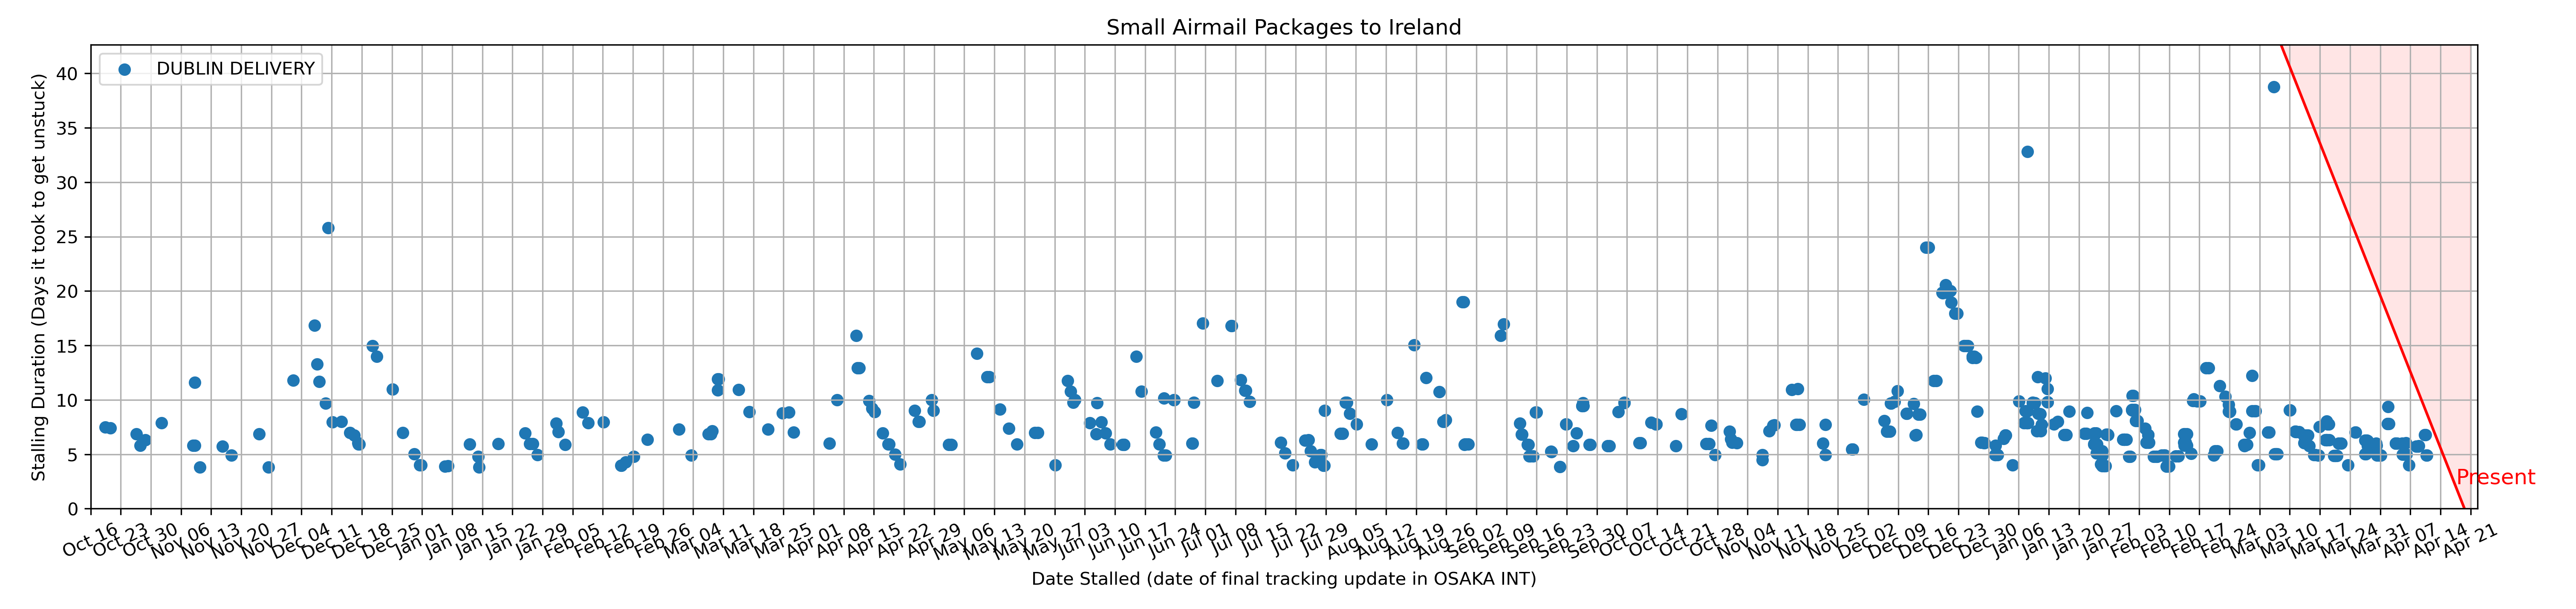 Small Airmail Packages to Ireland
DUBLIN DELIVERY
Stalling Duration (Days it took to get unstuck)
40
35
30
25
20
15
10
5
0
Present
Oct 16
Oct 23
Oct 30
Nov 06
Nov 13
Nov 20
Nov 27
Dec 04
Dec 11
Dec 18
Dec 25
Jan 01
Jan 08
Jan 15
Jan 22
Jan 29
Feb 05
Feb 12
Feb 19
Feb 26
Mar 04
Mar 11
Mar 18
Mar 25
Apr 01
Apr 08
Apr 15
Apr 22
Apr 29
May 06
May 13
May 20
May 27
Jun 03
Jun 10
Jun 17
Jun 24
Jul 01
Jul 08
Jul 15
Jul 22
Jul 29
Aug 05
Aug 12
Aug 19
Aug 26
Sep 02
Sep 09
Sep 16
Sep 23
Sep 30
Oct 07
Oct 14
Oct 21
Oct 28
Nov 04
Nov 11
Nov 18
Nov 25
Dec 02
Dec 09
Dec 16
Dec 23
Dec 30
Jan 06
Jan 13
Jan 20
Jan 27
Feb 03
Feb 10
Feb 17
Feb 24
Mar 03
Mar 10
Mar 17
Mar 24
Mar 31
Apr 07
Apr 14
Apr 21
Date Stalled (date of final tracking update in OSAKA INT)